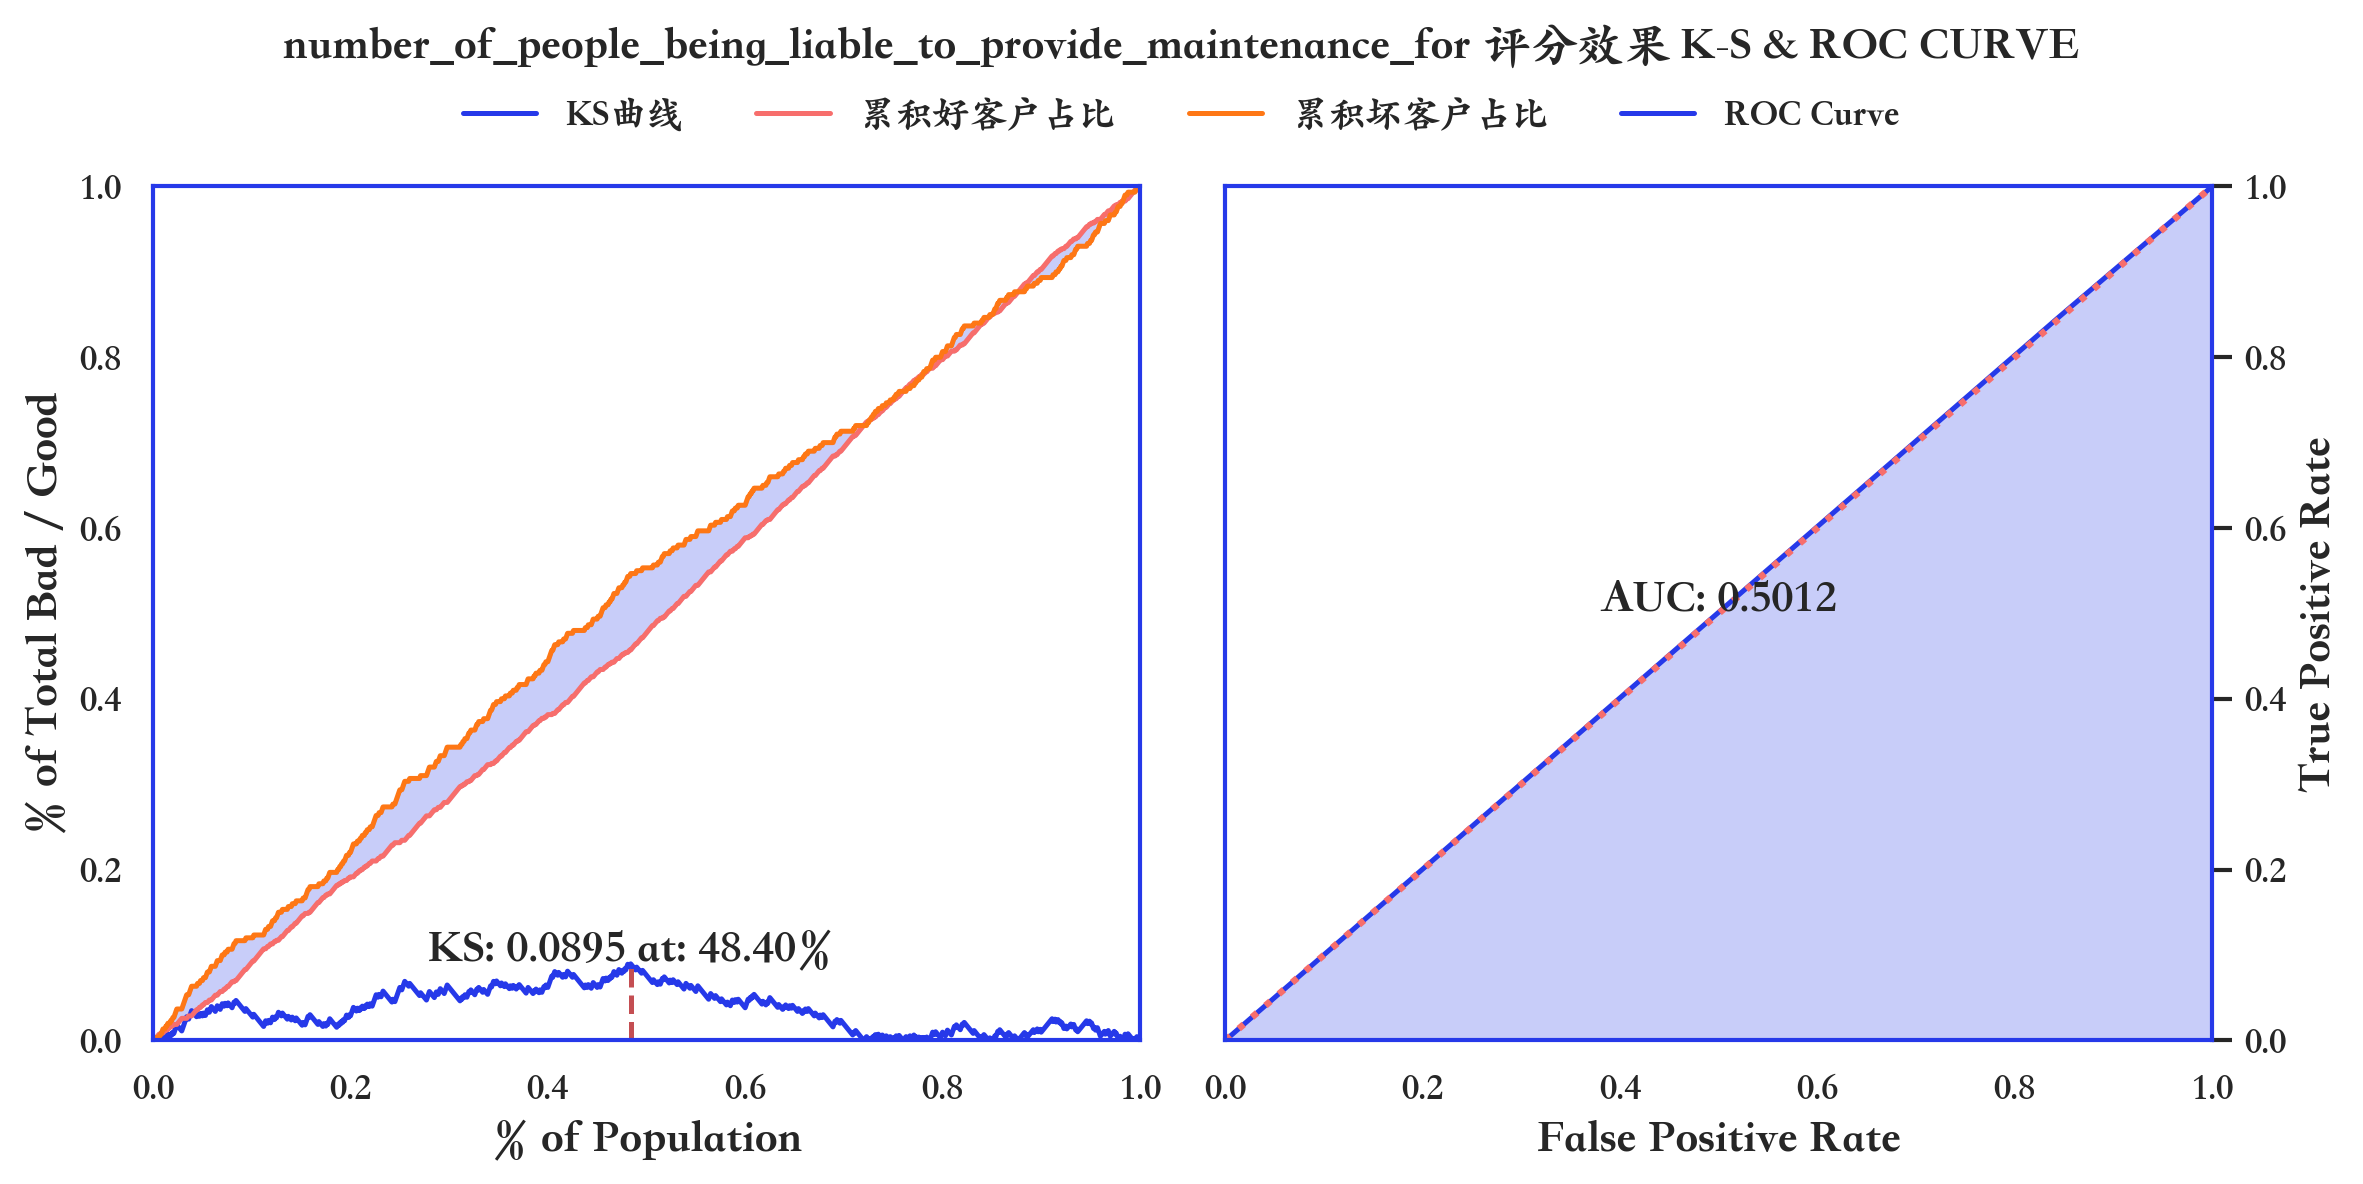 number_of_people_being_liable_to_provide_maintenance_for 评分效果 K-S & ROC CURVE
KS曲线 累积好客户占比 累积坏客户占比 ROC Curve
% of Total Bad / Good
1.0
0.8
0.6
0.4
0.2
0.0
KS: 0.0895 at: 48.40%
0.0 0.2 0.4 0.6 0.8 1.0
% of Population
AUC: 0.5012
0.0 0.2 0.4 0.6 0.8 1.0
False Positive Rate
1.0
0.8
0.6
0.4
0.2
0.0
True Positive Rate